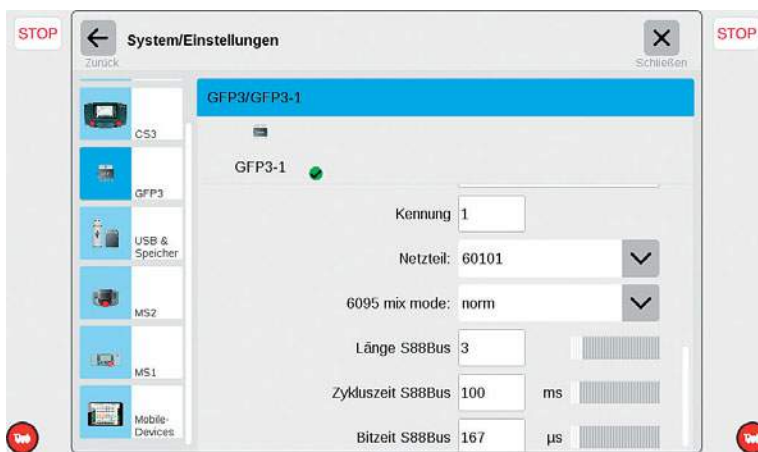 STOP
System/Einstellungen
STOP
Zurück
Schließen
GFP3/GFP3-1
CS3
GFP3-1
GFP3
Kennung 1
USB &
Speicher
Netzteil: 60101
6095 mix mode: norm
MS2
Länge S88Bus 3
MS1
Zykluszeit S88Bus 100 ms
Mobile-
Devices
Bitzeit S88Bus 167 µs